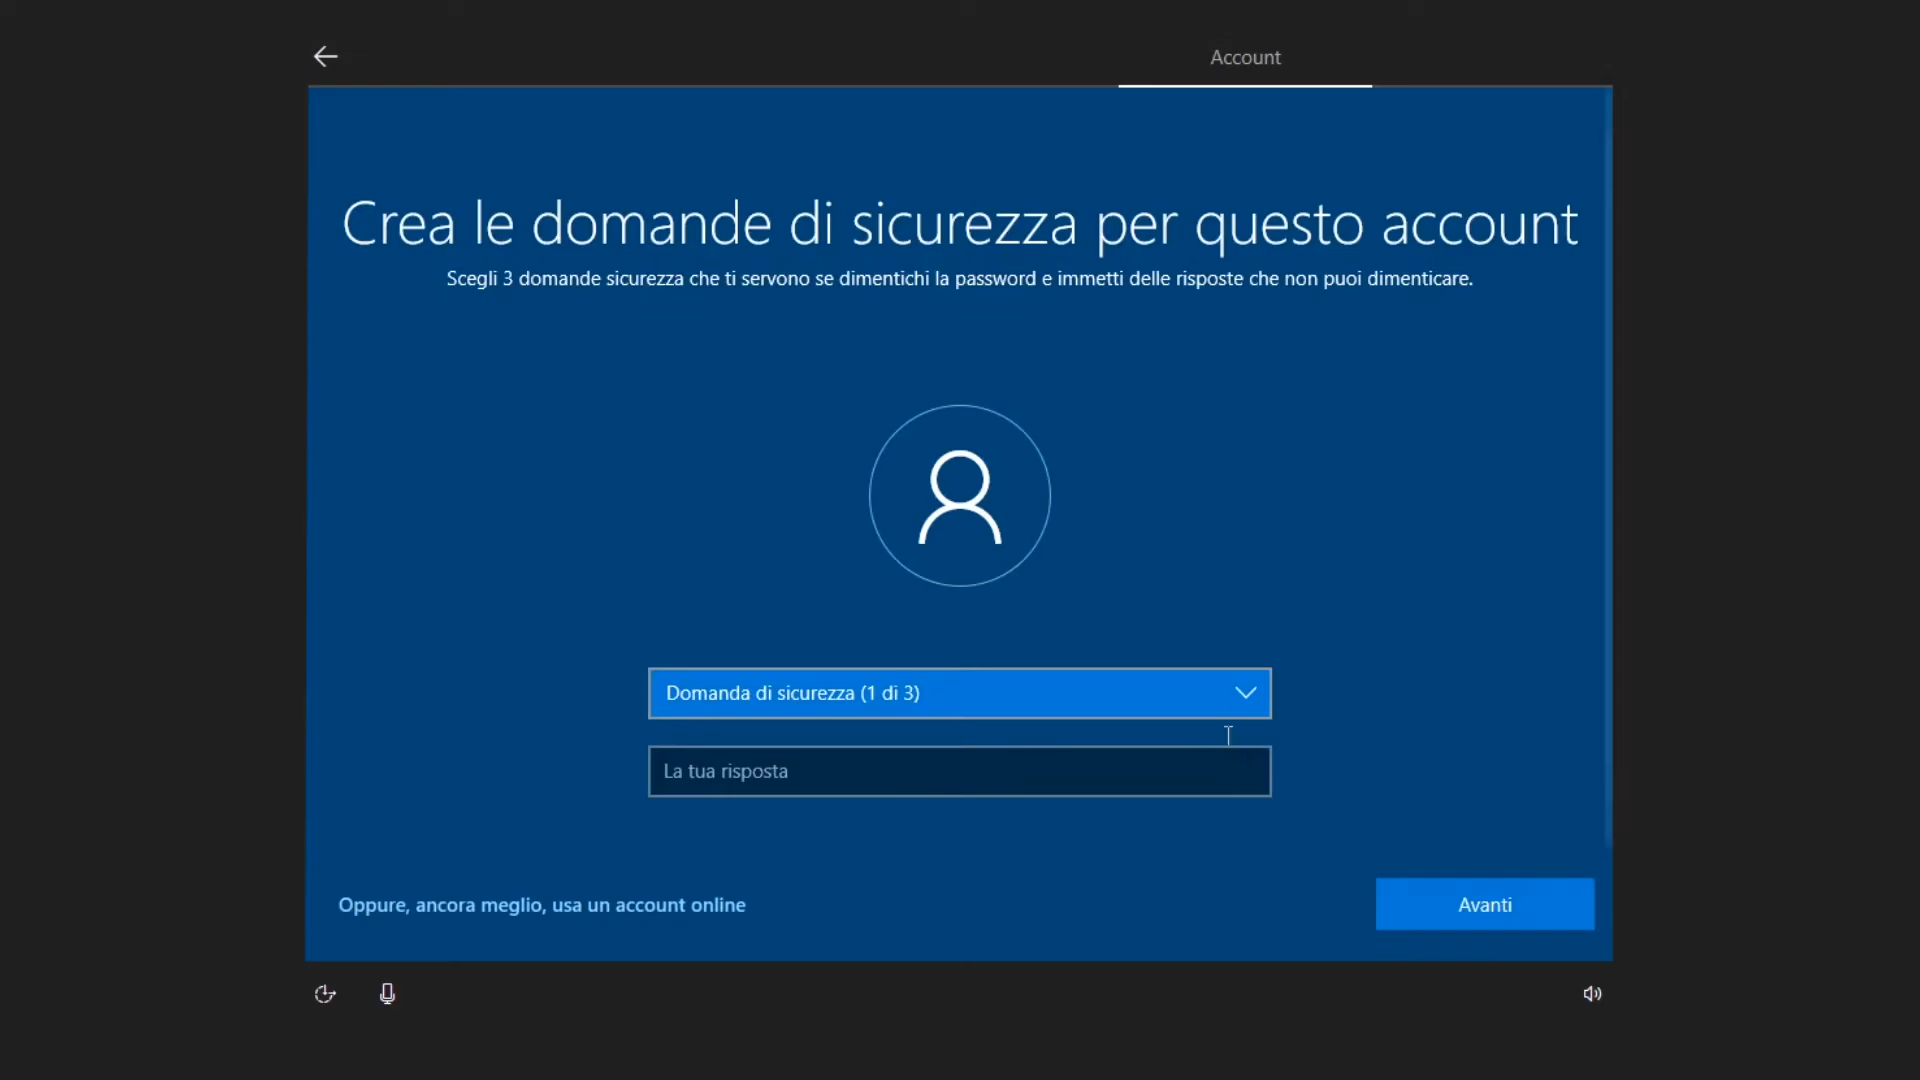 Account
Crea le domande di sicurezza per questo account
Scegli 3 domande sicurezza che ti servono se dimentichi la password e immetti delle risposte che non puoi dimenticare.
Domanda di sicurezza (1 di 3)
La tua risposta
Oppure, ancora meglio, usa un account online
Avanti